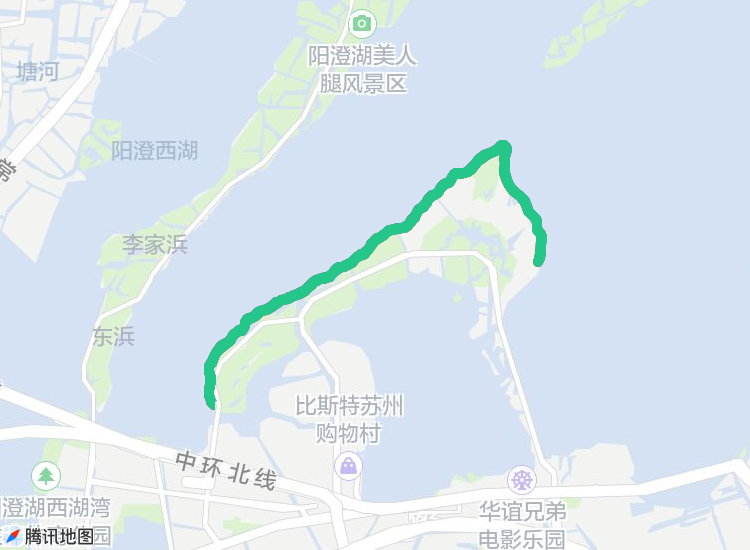 阳澄湖美人
腿风景区
塘河
阳澄西湖
常
李家浜
东浜
比斯特苏州
购物村
中环北线
澄湖西湖湾
华谊兄弟
电影乐园
园
腾讯地图